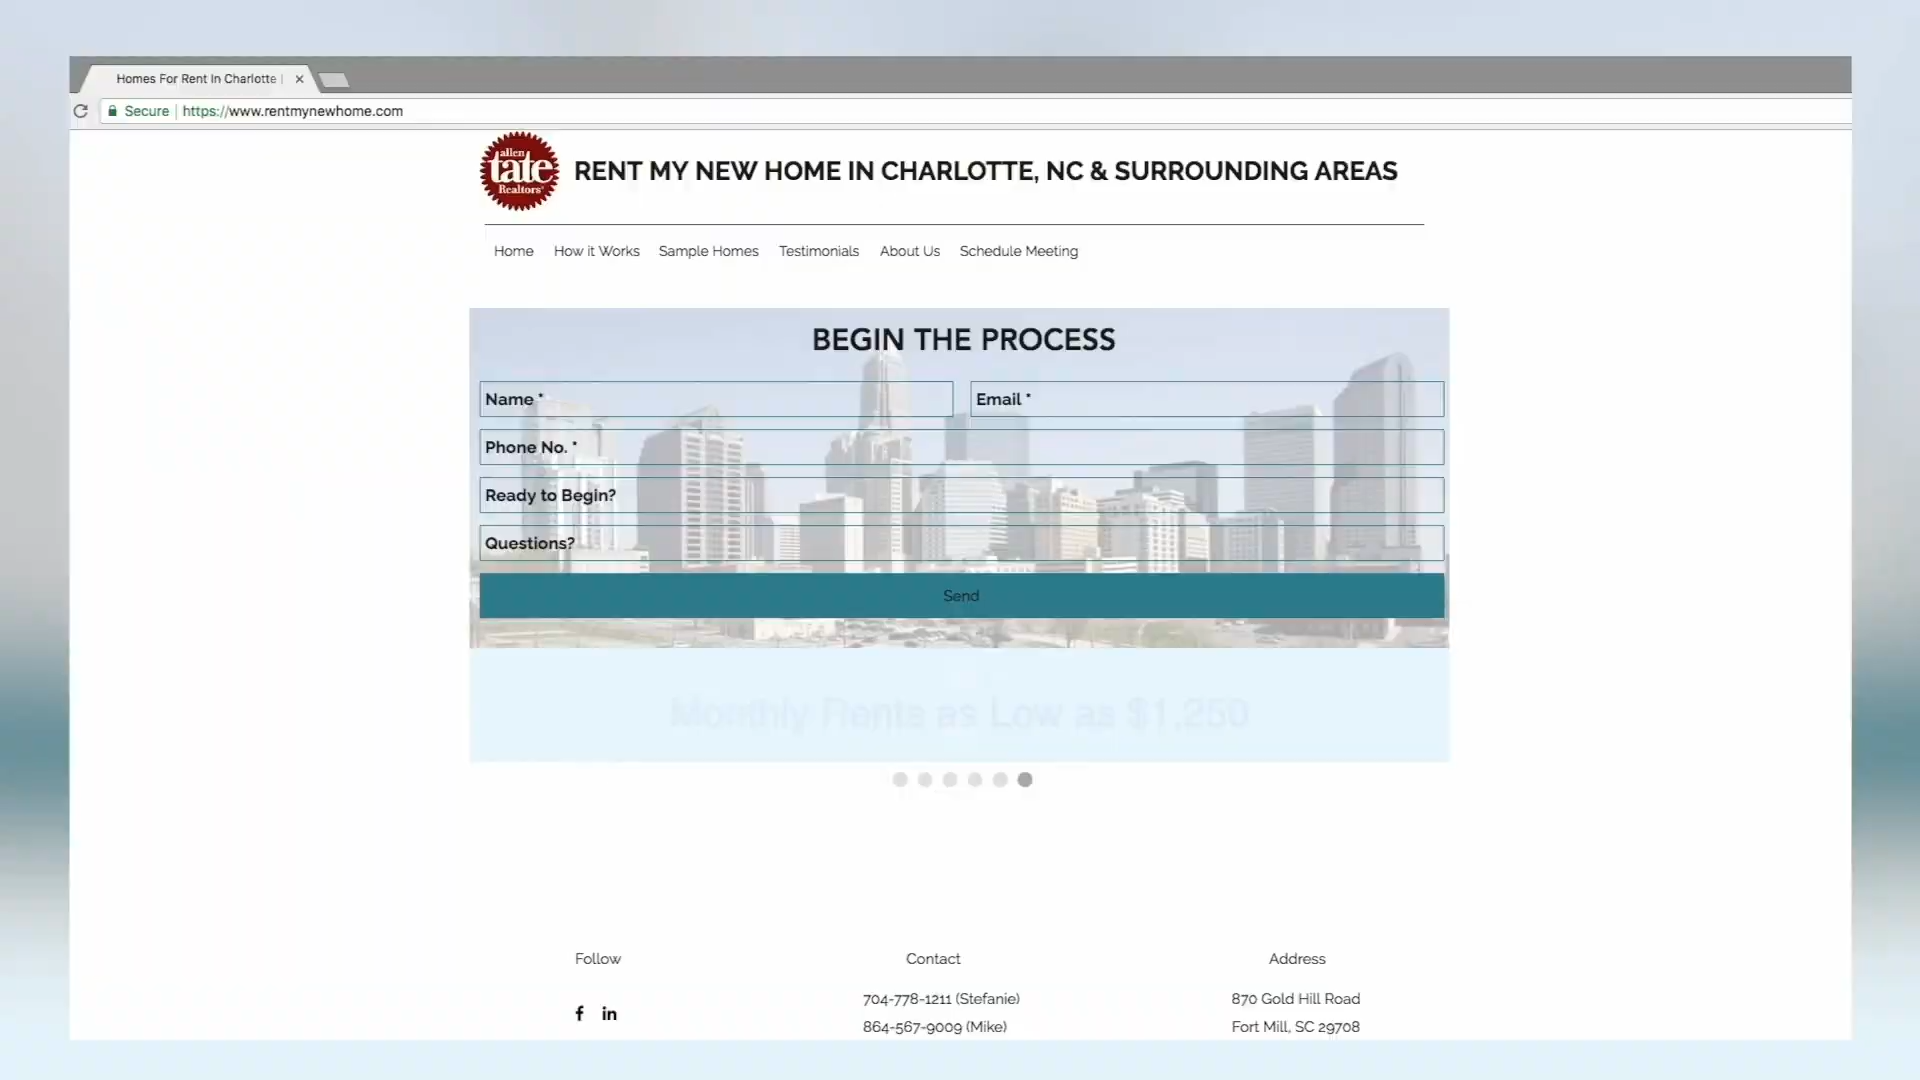 Homes For Rent In Charlotte |
Secure | https://www.rentmynewhome.com
allen
tate
Realtors®
RENT MY NEW HOME IN CHARLOTTE, NC & SURROUNDING AREAS
Home How it Works Sample Homes Testimonials About Us Schedule Meeting
BEGIN THE PROCESS
Name * Email *
Phone No. *
Ready to Begin?
Questions?
Send
Monthly Rents as Low as $1,250
Follow Contact Address
704-778-1211 (Stefanie) 870 Gold Hill Road
f in 864-567-9009 (Mike) Fort Mill, SC 29708